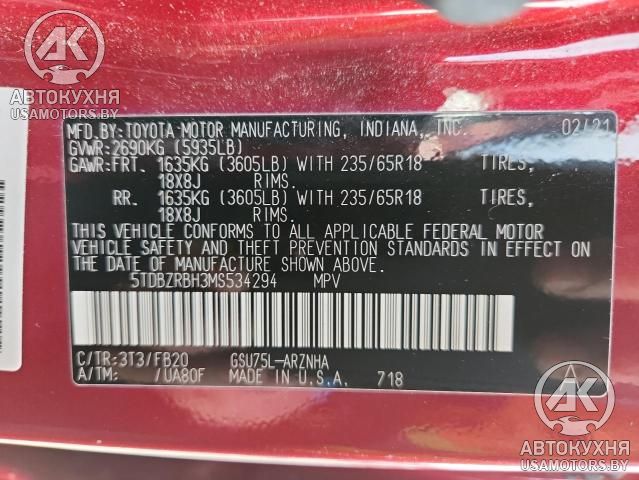 АК
АВТОКУХНЯ
USAMOTORS.BY
MFD.BY:TOYOTA MOTOR MANUFACTURING, INDIANA, INC. 02/21
GVWR:2690KG (5935LB)
GAWR:FRT. 1635KG (3605LB) WITH 235/65R18 TIRES,
18X8J RIMS.
RR. 1635KG (3605LB) WITH 235/65R18 TIRES,
18X8J RIMS.
THIS VEHICLE CONFORMS TO ALL APPLICABLE FEDERAL MOTOR
VEHICLE SAFETY AND THEFT PREVENTION STANDARDS IN EFFECT ON
THE DATE OF MANUFACTURE SHOWN ABOVE.
5TDBZRBH3MS534294 MPV
C/TR:3T3/FB20 GSU75L-ARZNHA
A/TM: /UA80F MADE IN U.S.A. 718
A
АК
АВТОКУХНЯ
USAMOTORS.BY